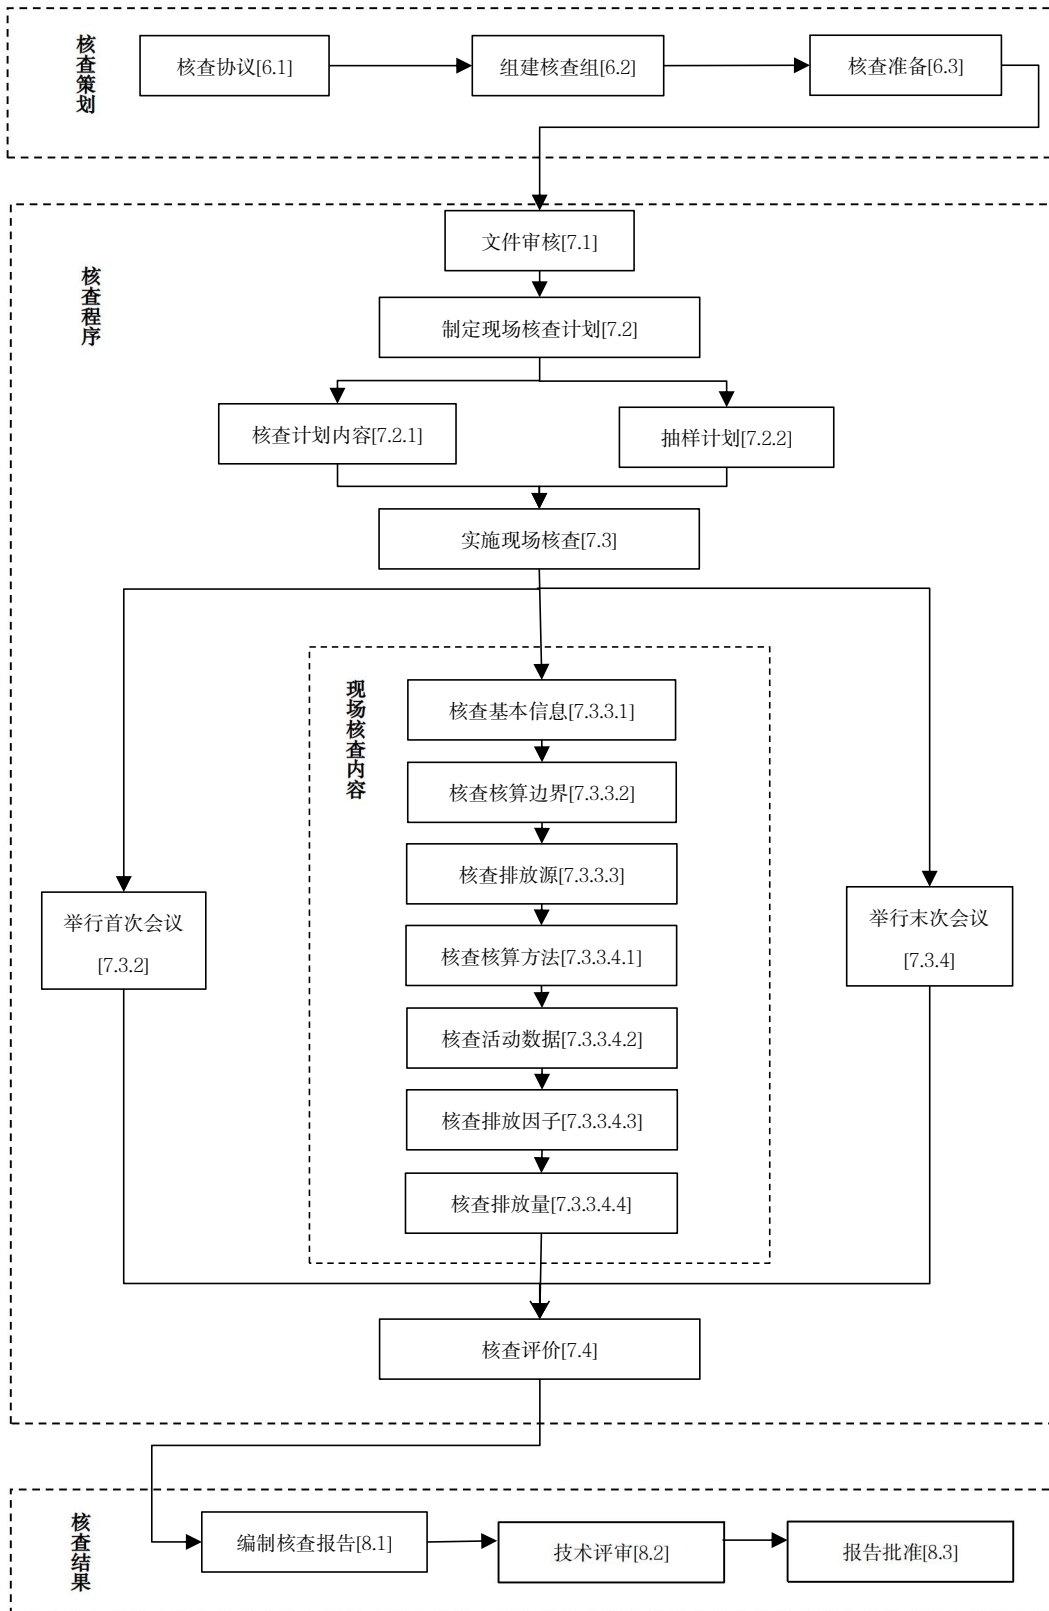 核查策划
核查协议[6.1]
组建核查组[6.2]
核查准备[6.3]
核查程序
文件审核[7.1]
制定现场核查计划[7.2]
核查计划内容[7.2.1]
抽样计划[7.2.2]
实施现场核查[7.3]
现场核查内容
核查基本信息[7.3.3.1]
核查核算边界[7.3.3.2]
核查排放源[7.3.3.3]
举行首次会议
[7.3.2]
核查核算方法[7.3.3.4.1]
举行末次会议
[7.3.4]
核查活动数据[7.3.3.4.2]
核查排放因子[7.3.3.4.3]
核查排放量[7.3.3.4.4]
核查评价[7.4]
核查结果
编制核查报告[8.1]
技术评审[8.2]
报告批准[8.3]